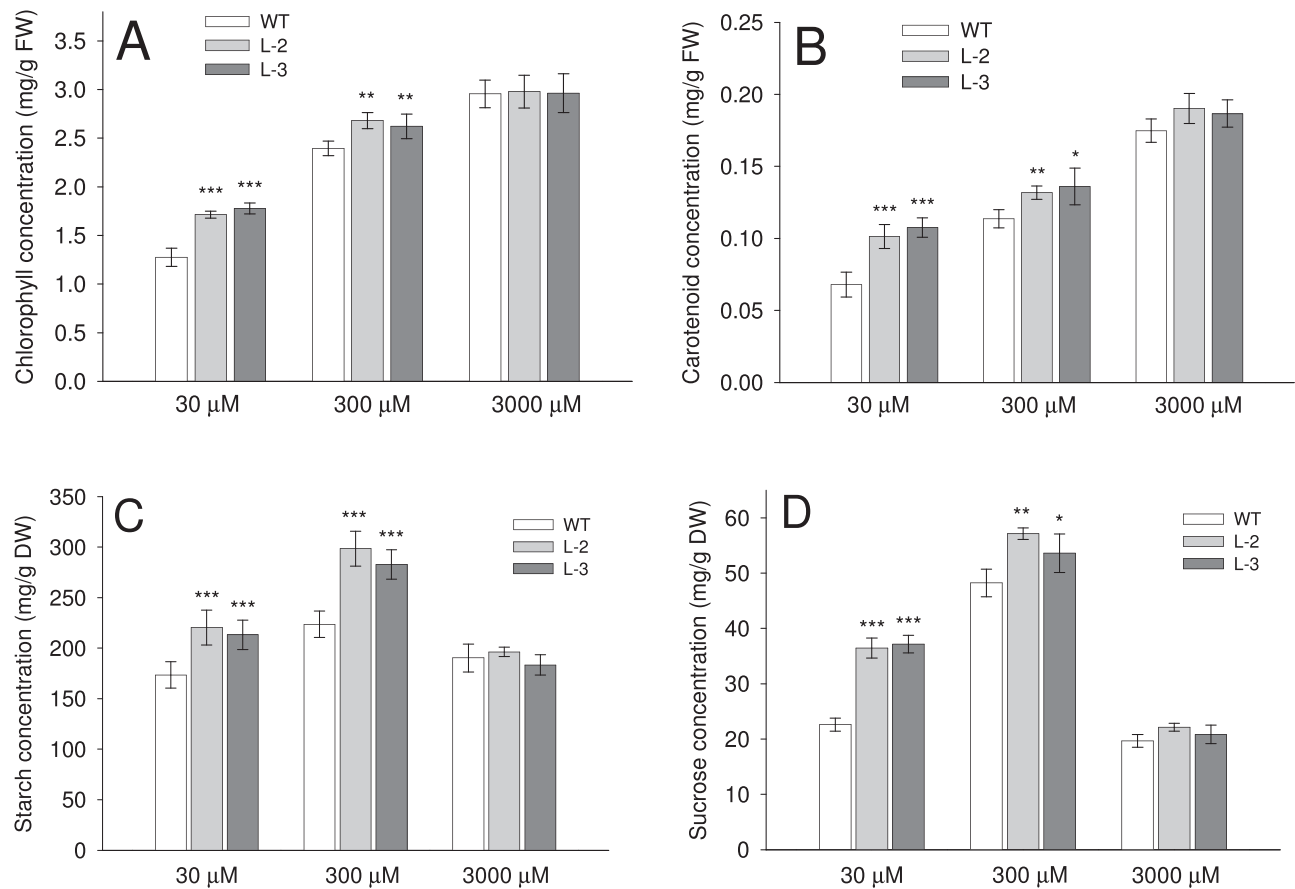 Chlorophyll concentration (mg/g FW)
A
WT
L-2
L-3
3.5
3.0
2.5
2.0
1.5
1.0
0.5
0.0
***
***
**
**
30 μM
300 μM
3000 μM
Carotenoid concentration (mg/g FW)
B
WT
L-2
L-3
0.25
0.20
0.15
0.10
0.05
0.00
***
***
**
*
30 μM
300 μM
3000 μM
Starch concentration (mg/g DW)
C
WT
L-2
L-3
350
300
250
200
150
100
50
0
***
***
***
***
30 μM
300 μM
3000 μM
Sucrose concentration (mg/g DW)
D
WT
L-2
L-3
60
50
40
30
20
10
0
***
***
**
*
30 μM
300 μM
3000 μM